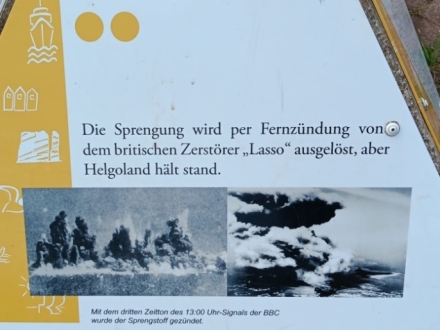 Die Sprengung wird per Fernzündung von
dem britischen Zerstörer „Lasso“ ausgelöst, aber
Helgoland hält stand.
Mit dem dritten Zeitton des 13:00 Uhr-Signals der BBC
wurde der Sprengstoff gezündet.